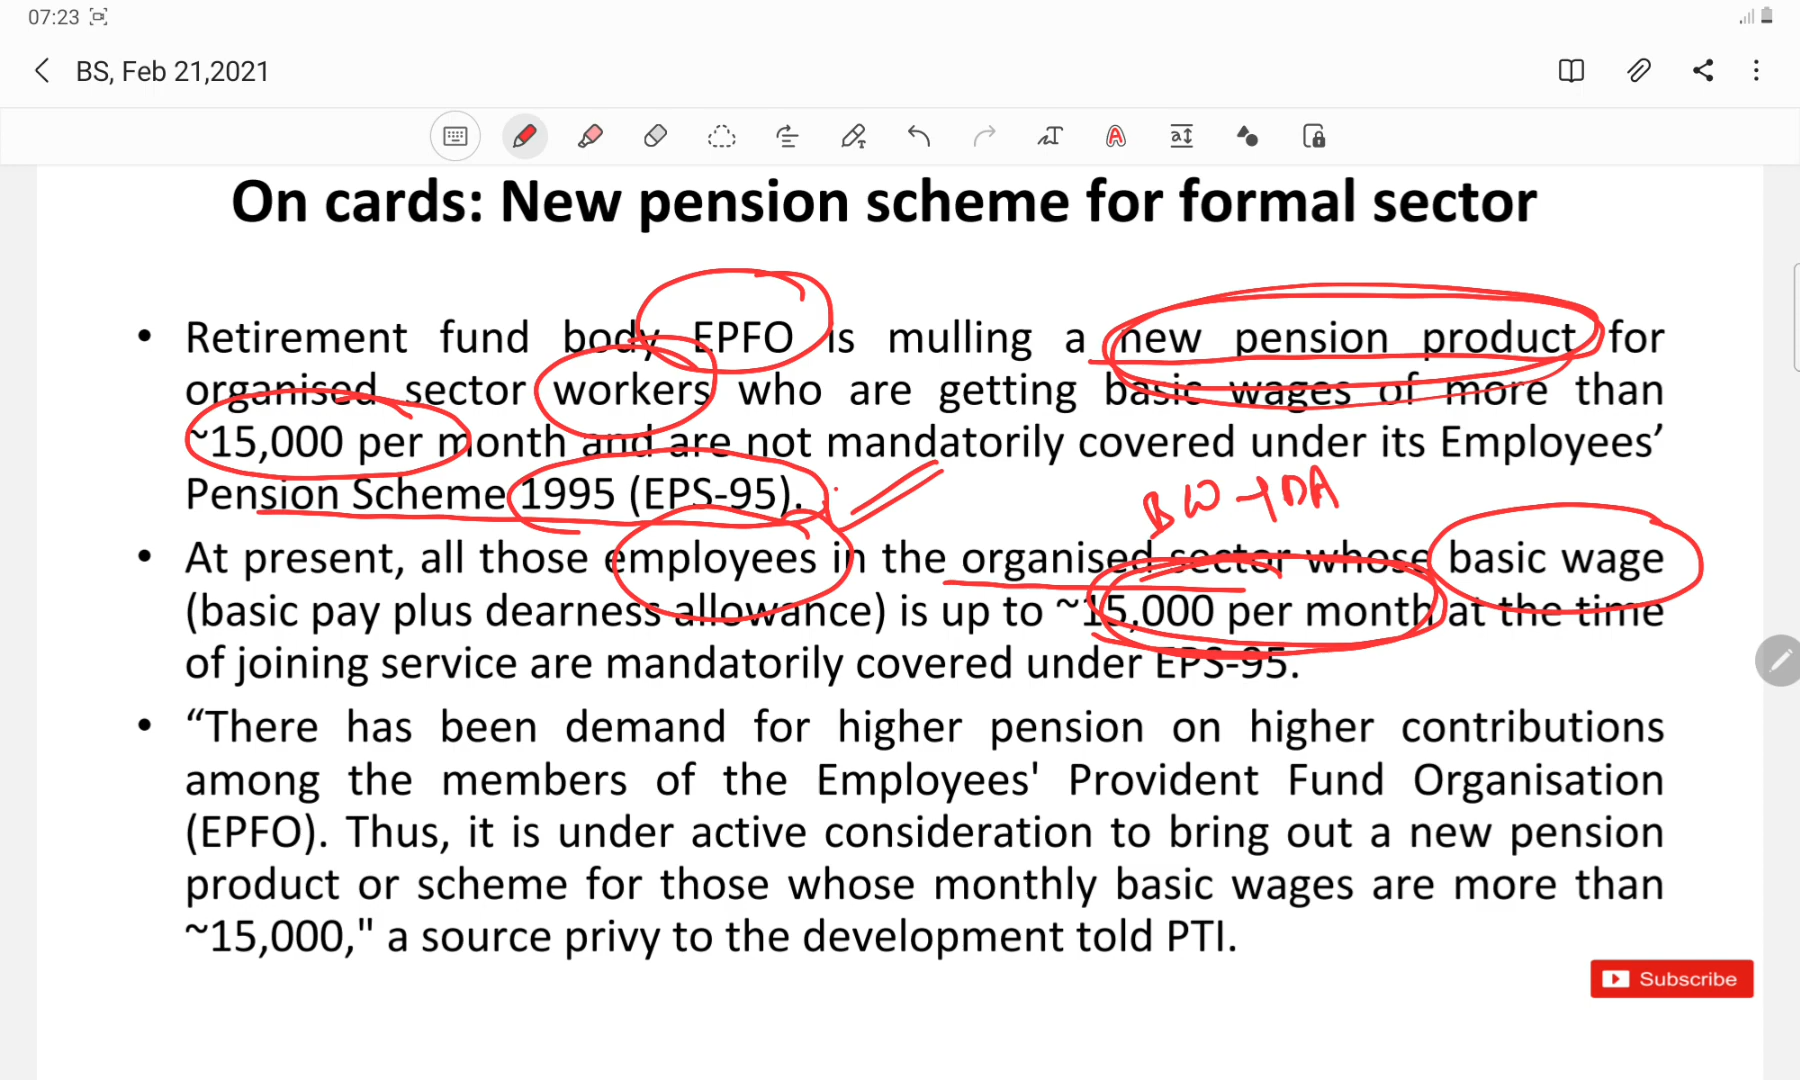 07:23
BS, Feb 21,2021
On cards: New pension scheme for formal sector
• Retirement fund body EPFO is mulling a new pension product for
organised sector workers who are getting basic wages of more than
~15,000 per month and are not mandatorily covered under its Employees’
Pension Scheme 1995 (EPS-95).
BW + DA
• At present, all those employees in the organised sector whose basic wage
(basic pay plus dearness allowance) is up to ~15,000 per month at the time
of joining service are mandatorily covered under EPS-95.
• “There has been demand for higher pension on higher contributions
among the members of the Employees' Provident Fund Organisation
(EPFO). Thus, it is under active consideration to bring out a new pension
product or scheme for those whose monthly basic wages are more than
~15,000," a source privy to the development told PTI.
Subscribe